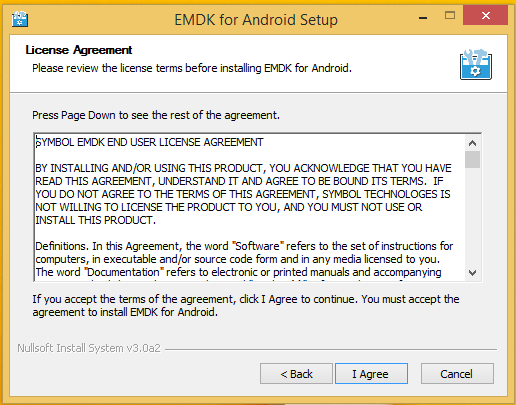 EMDK for Android Setup
License Agreement
Please review the license terms before installing EMDK for Android.
Press Page Down to see the rest of the agreement.
SYMBOL EMDK END USER LICENSE AGREEMENT
BY INSTALLING AND/OR USING THIS PRODUCT, YOU ACKNOWLEDGE THAT YOU HAVE
READ THIS AGREEMENT, UNDERSTAND IT AND AGREE TO BE BOUND ITS TERMS. IF
YOU DO NOT AGREE TO THE TERMS OF THIS AGREEMENT, SYMBOL TECHNOLOGES IS
NOT WILLING TO LICENSE THE PRODUCT TO YOU, AND YOU MUST NOT USE OR
INSTALL THIS PRODUCT.
Definitions. In this Agreement, the word "Software" refers to the set of instructions for
computers, in executable and/or source code form and in any media licensed to you.
The word "Documentation" refers to electronic or printed manuals and accompanying
If you accept the terms of the agreement, click I Agree to continue. You must accept the
agreement to install EMDK for Android.
Nullsoft Install System v3.0a2
< Back
I Agree
Cancel